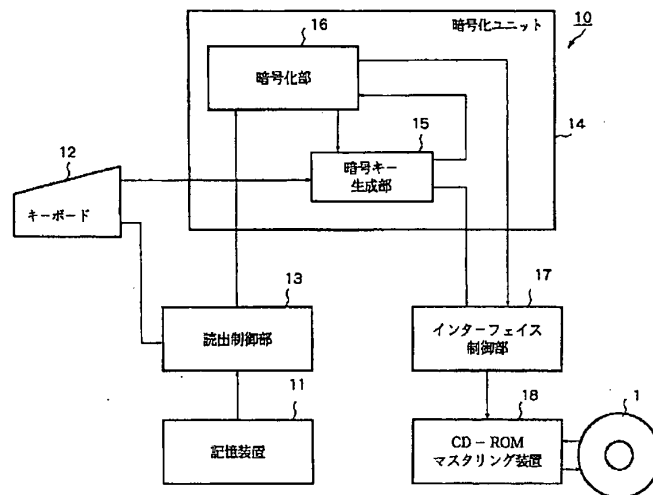 10
暗号化ユニット
16
暗号化部
14
15
暗号キー
生成部
12
キーボード
13
読出制御部
17
インターフェイス
制御部
11
記憶装置
18
CD-ROM
マスタリング装置
1